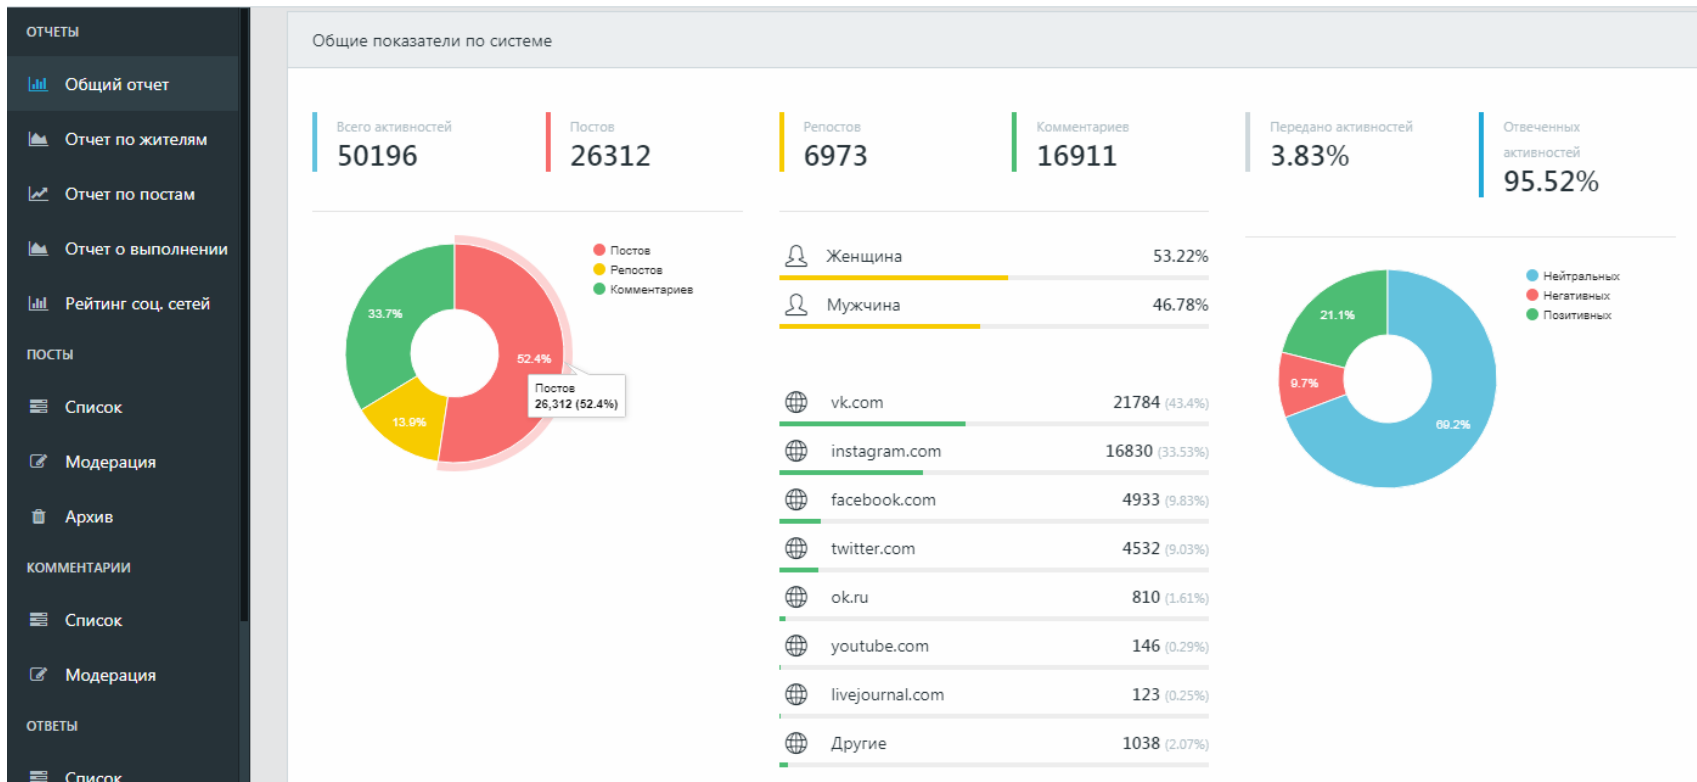 ОТЧЕТЫ
Общий отчет
Отчет по жителям
Отчет по постам
Отчет о выполнении
Рейтинг соц. сетей
ПОСТЫ
Список
Модерация
Архив
КОММЕНТАРИИ
Список
Модерация
ОТВЕТЫ
Список
Общие показатели по системе
Всего активностей
50196
Постов
26312
Репостов
6973
Комментариев
16911
Передано активностей
3.83%
Отвеченных
активностей
95.52%
33.7%
52.4%
13.9%
Постов
26,312 (52.4%)
Постов
Репостов
Комментариев
Женщина 53.22%
Мужчина 46.78%
vk.com 21784 (43.4%)
instagram.com 16830 (33.53%)
facebook.com 4933 (9.83%)
twitter.com 4532 (9.03%)
ok.ru 810 (1.61%)
youtube.com 146 (0.29%)
livejournal.com 123 (0.25%)
Другие 1038 (2.07%)
21.1%
9.7%
69.2%
Нейтральных
Негативных
Позитивных